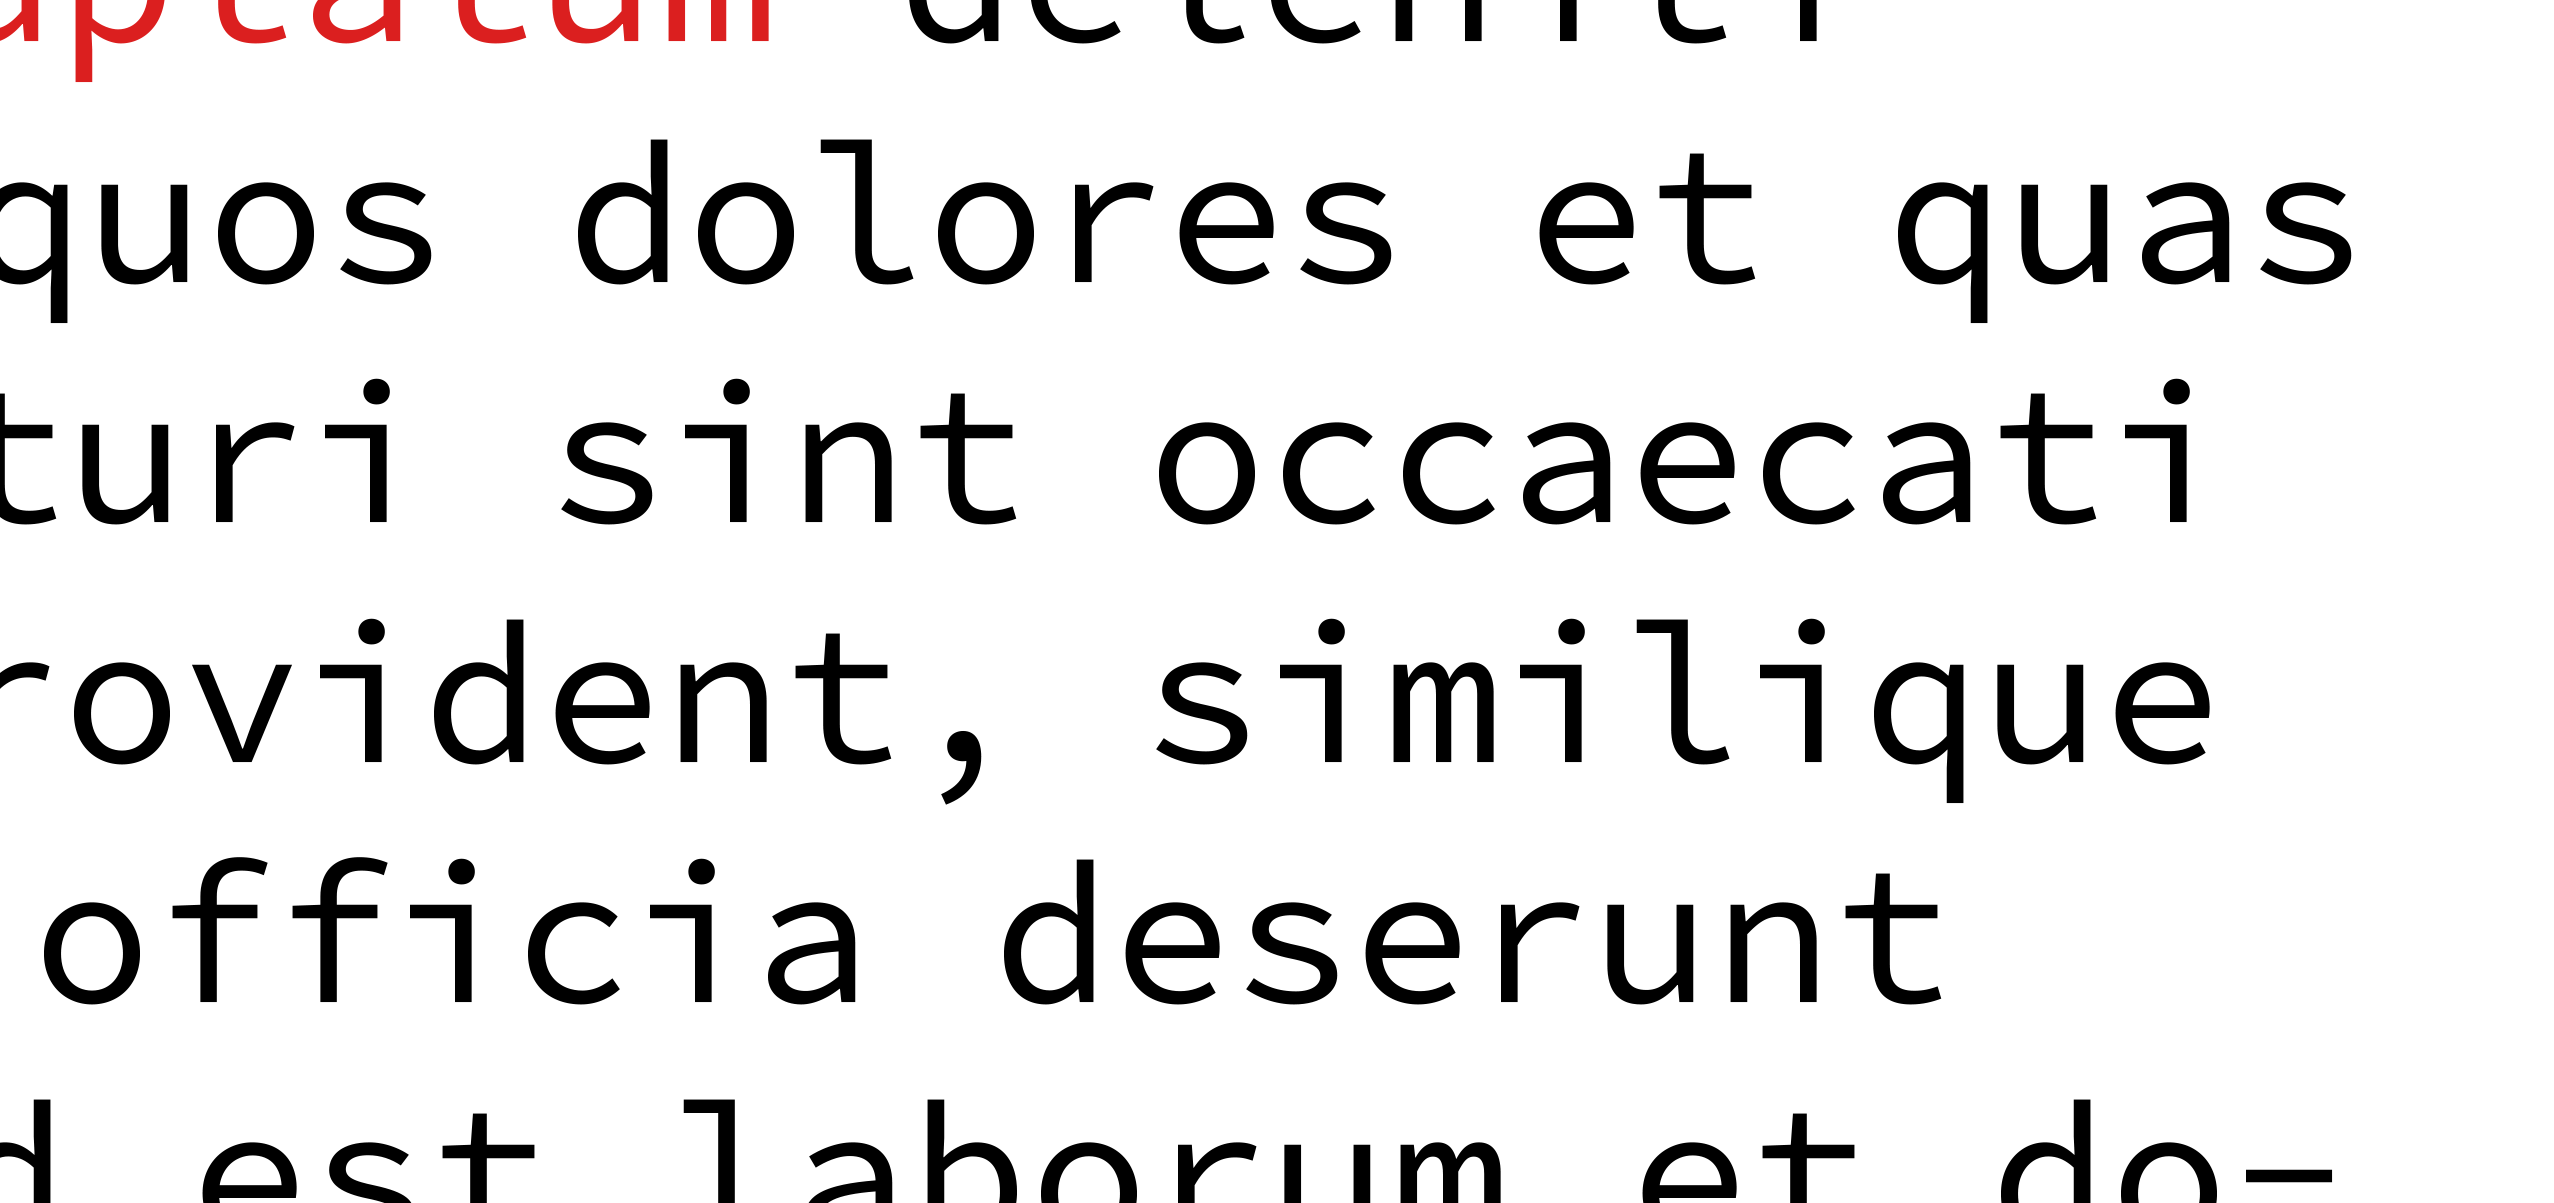 uptatum deleniti
quos dolores et quas
turi sint occaecati
rovident, similique
officia deserunt
d est laborum et do-